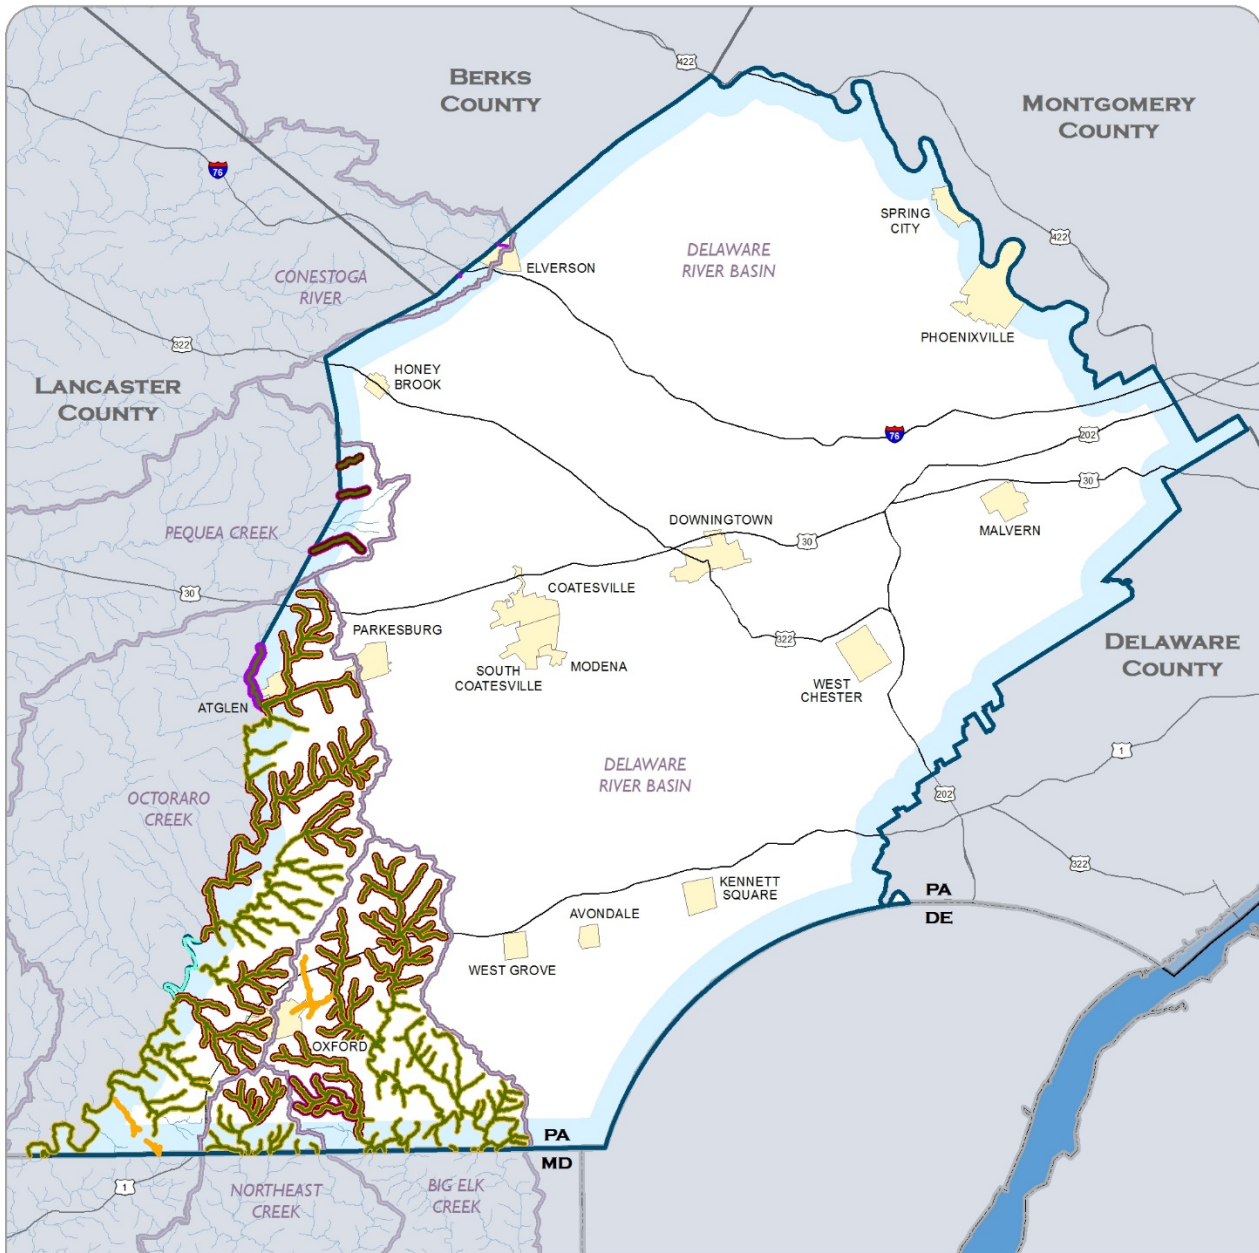 422
BERKS
COUNTY
MONTGOMERY
COUNTY
76
SPRING
CITY
422
DELAWARE
RIVER BASIN
ELVERSON
CONESTOGA
RIVER
PHOENIXVILLE
322
HONEY
BROOK
LANCASTER
COUNTY
76
202
30
PEQUEA CREEK
DOWNINGTOWN
MALVERN
30
30
COATESVILLE
PARKESBURG
322
DELAWARE
COUNTY
SOUTH
COATESVILLE
MODENA
WEST
CHESTER
ATGLEN
1
DELAWARE
RIVER BASIN
202
OCTORARO
CREEK
322
KENNETT
SQUARE
PA
DE
AVONDALE
WEST GROVE
OXFORD
PA
MD
1
NORTHEAST
CREEK
BIG ELK
CREEK